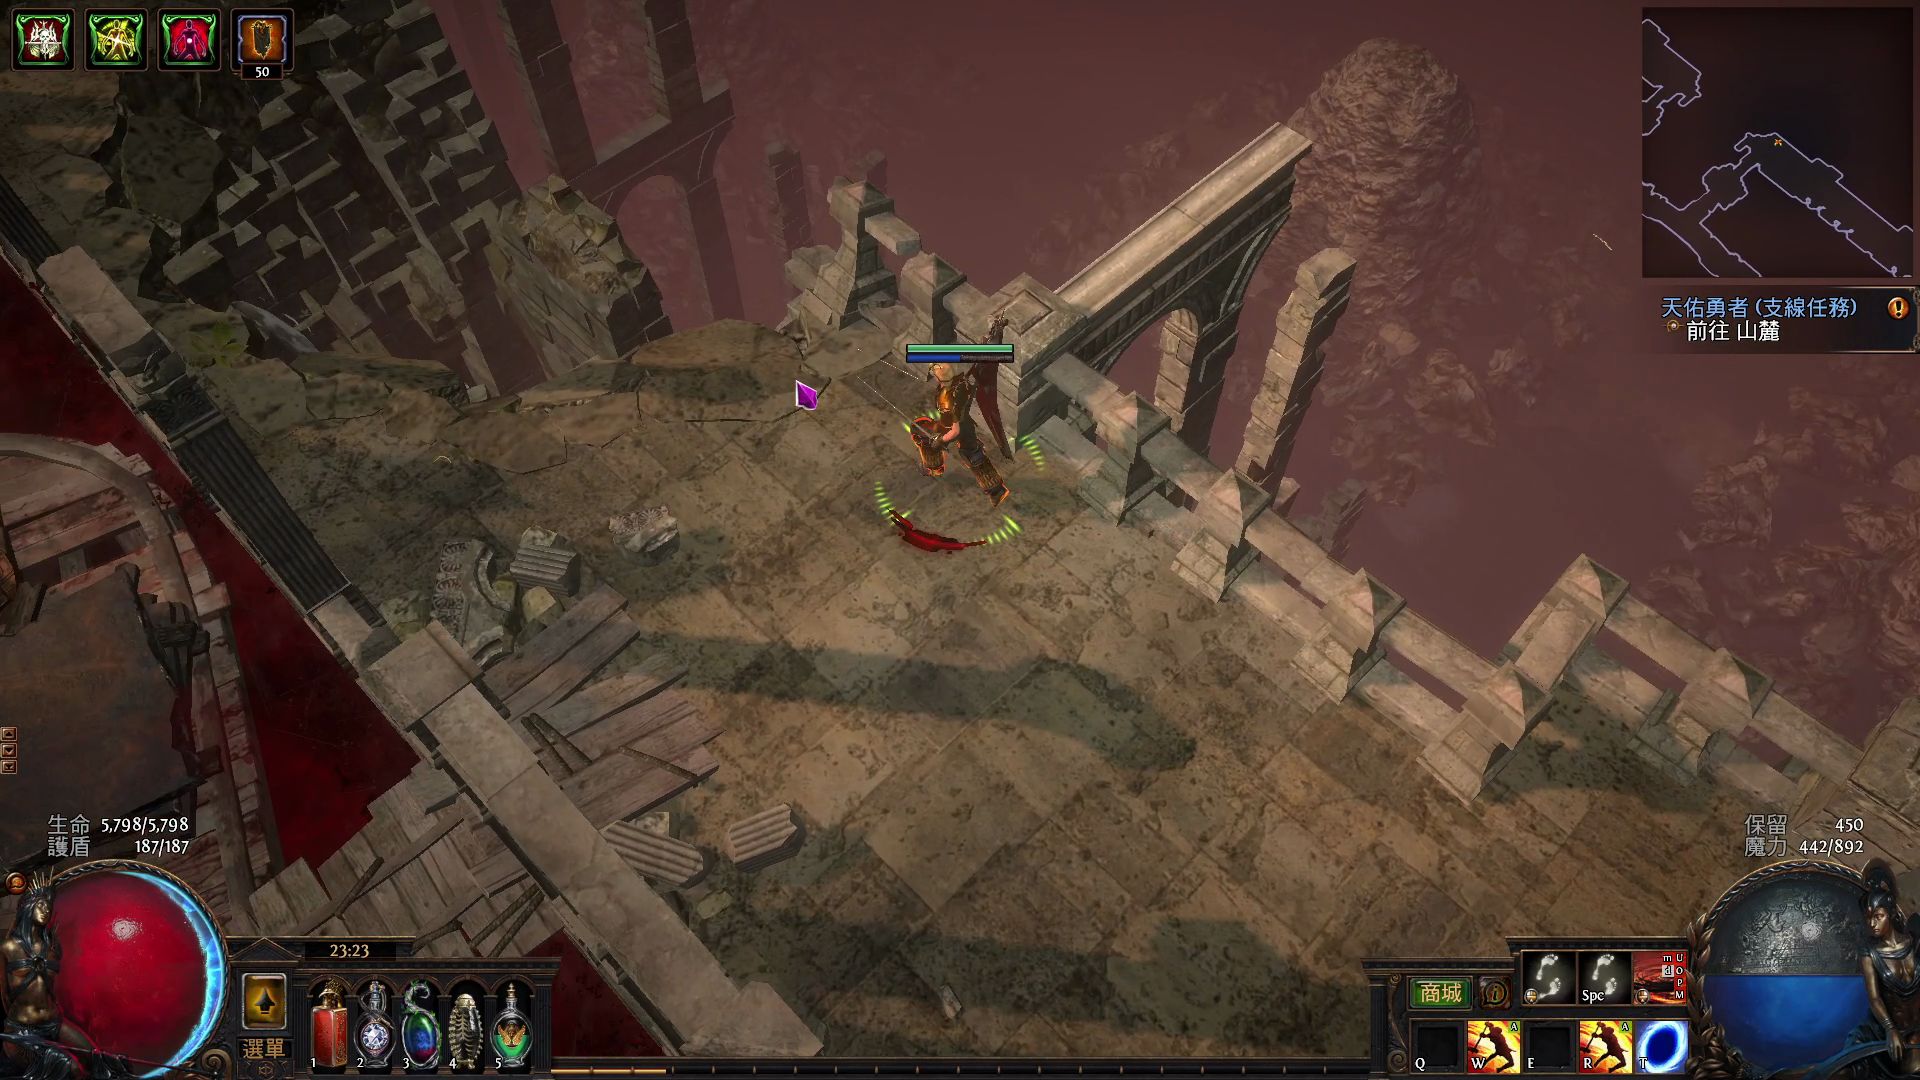 50
天佑勇者 (支線任務)
前往 山麓
生命 5,798/5,798
護盾 187/187
保留 450
魔力 442/892
23:23
選單
1 2 3 4 5
商城
Spc
m U
d O
P
M
Q W A E R A T